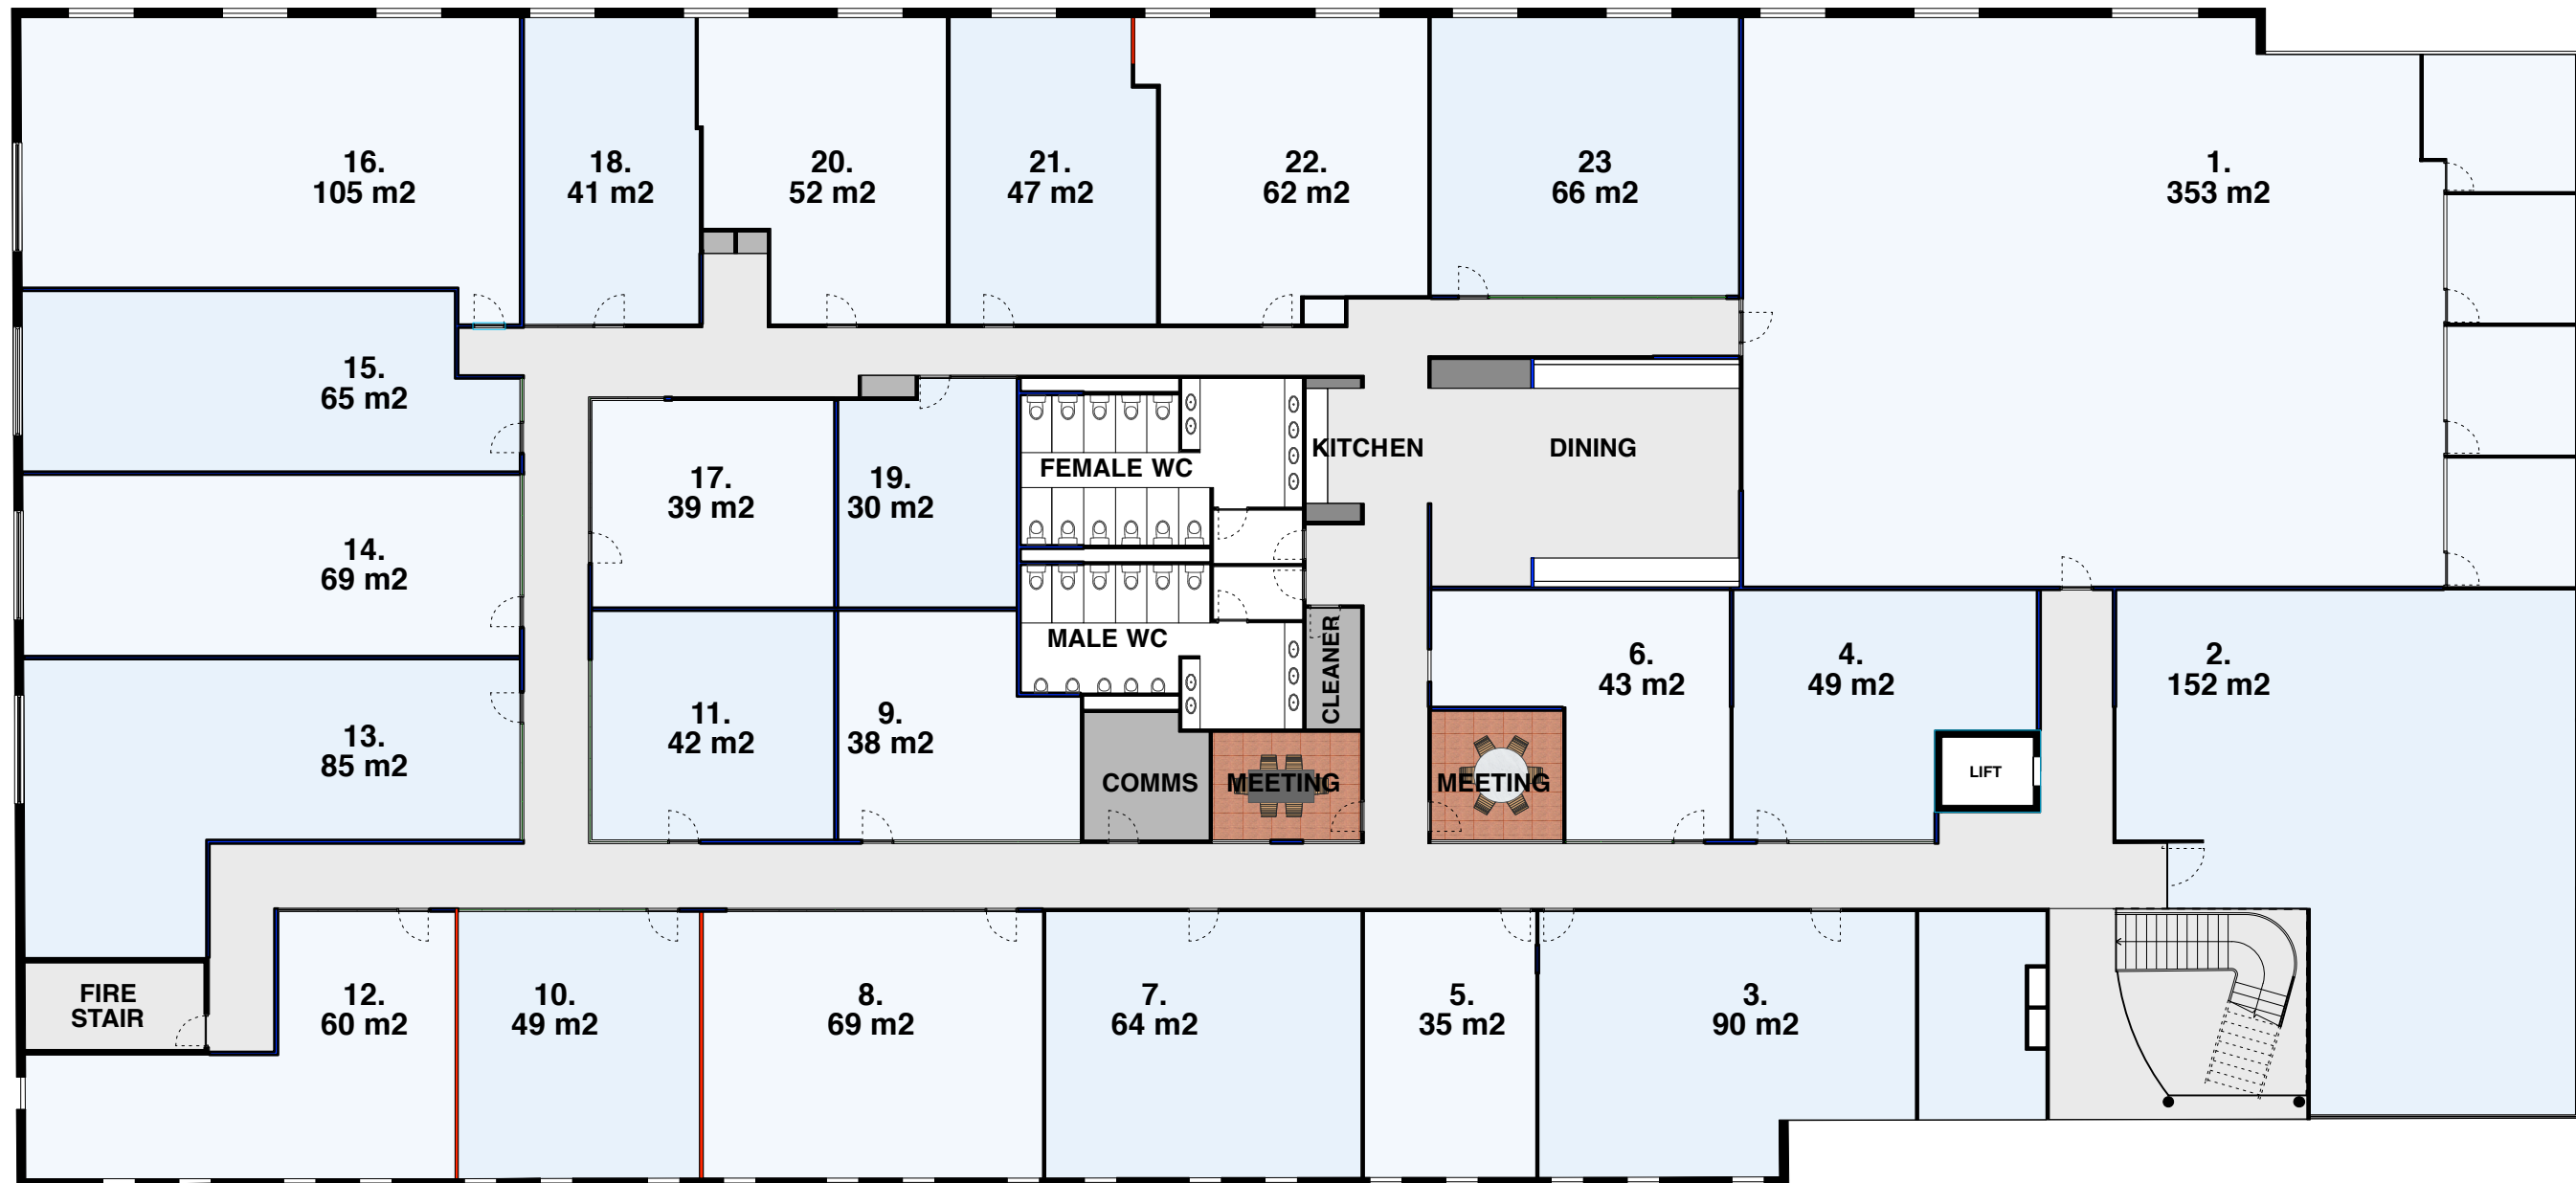 16.
105 m2
18.
41 m2
20.
52 m2
21.
47 m2
22.
62 m2
23
66 m2
1.
353 m2
15.
65 m2
17.
39 m2
19.
30 m2
FEMALE WC
KITCHEN
DINING
14.
69 m2
MALE WC
CLEANER
6.
43 m2
4.
49 m2
2.
152 m2
13.
85 m2
11.
42 m2
9.
38 m2
COMMS
MEETING
MEETING
LIFT
FIRE
STAIR
12.
60 m2
10.
49 m2
8.
69 m2
7.
64 m2
5.
35 m2
3.
90 m2